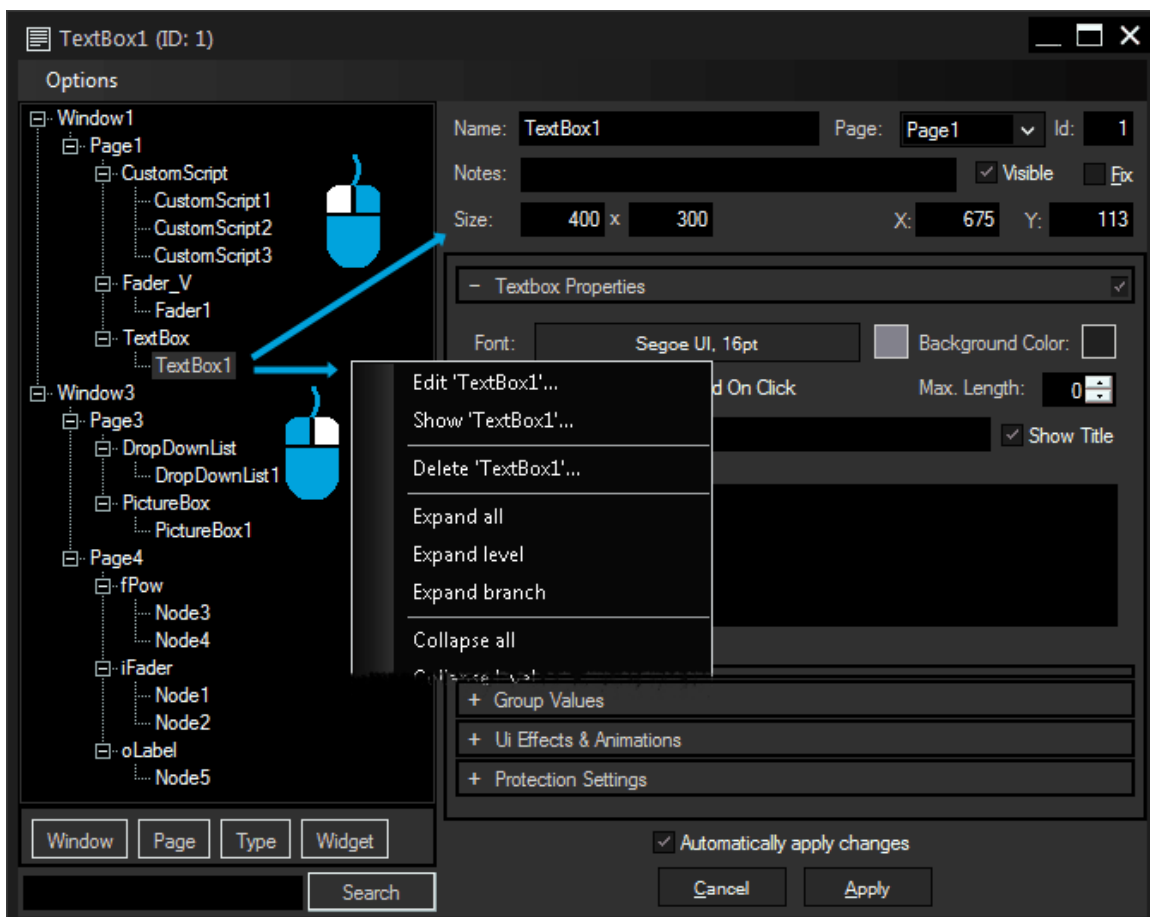 TextBox1 (ID: 1)
Options
Window1
Page1
CustomScript
CustomScript1
CustomScript2
CustomScript3
Fader_V
Fader1
TextBox
TextBox1
Window3
Page3
DropDownList
DropDownList1
PictureBox
PictureBox1
Page4
fPow
Node3
Node4
iFader
Node1
Node2
oLabel
Node5
Window Page Type Widget
Search
Name: TextBox1 Page: Page1 Id: 1
Notes: Visible Fix
Size: 400 x 300 X: 675 Y: 113
− Textbox Properties
Font: Segoe UI, 16pt Background Color:
d On Click Max. Length: 0
Show Title
Edit 'TextBox1'...
Show 'TextBox1'...
Delete 'TextBox1'...
Expand all
Expand level
Expand branch
Collapse all
+ Group Values
+ Ui Effects & Animations
+ Protection Settings
Automatically apply changes
Cancel Apply